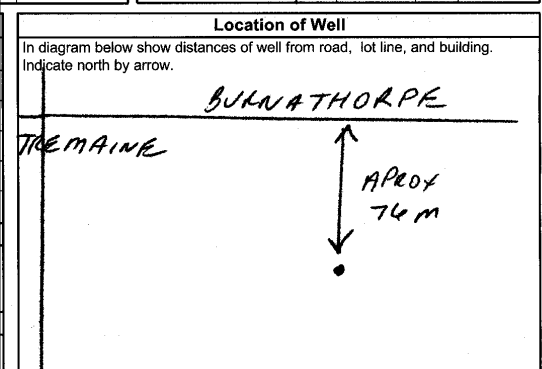 Location of Well
In diagram below show distances of well from road, lot line, and building.
Indicate north by arrow.
BURNATHORPE
TREMAINE
APROX
76 m